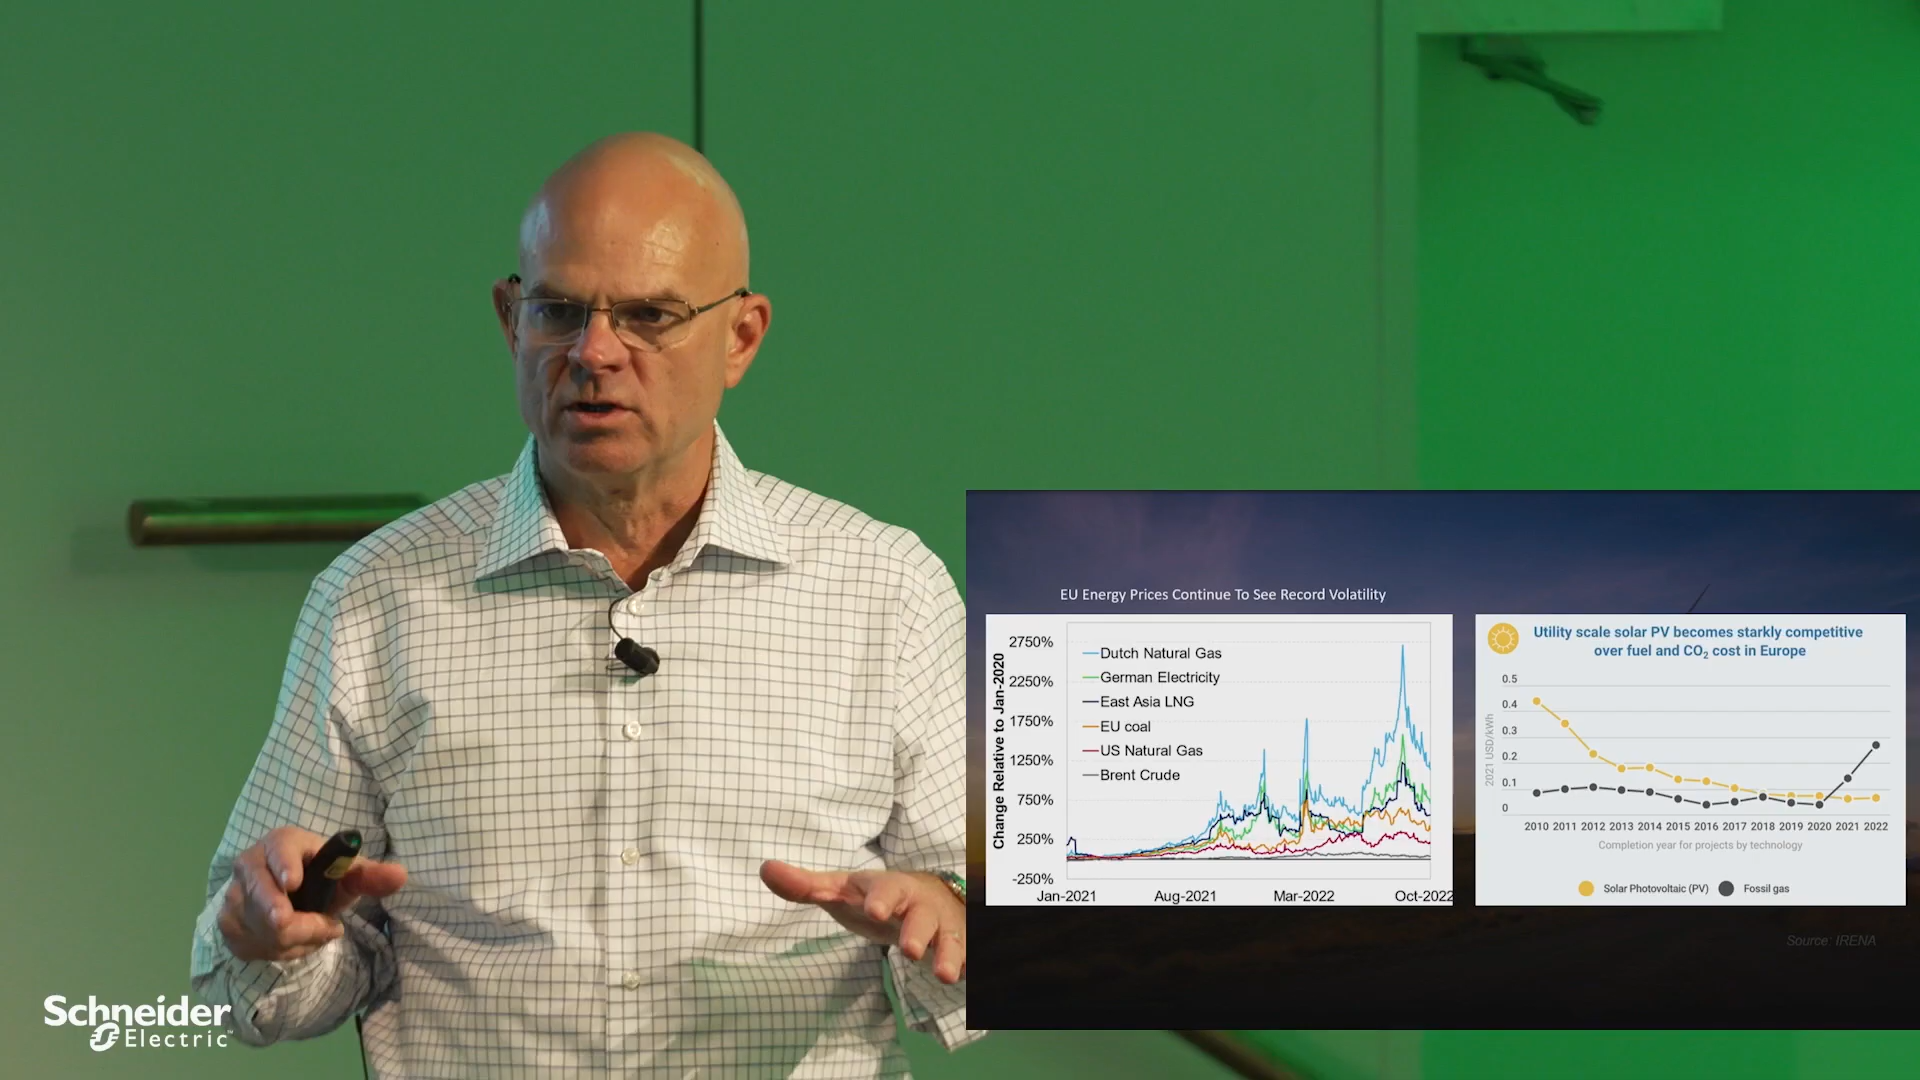 EU Energy Prices Continue To See Record Volatility
Change Relative to Jan-2020
2750%
2250%
1750%
1250%
750%
250%
-250%
Dutch Natural Gas
German Electricity
East Asia LNG
EU coal
US Natural Gas
Brent Crude
Jan-2021 Aug-2021 Mar-2022 Oct-2022
Utility scale solar PV becomes starkly competitive
over fuel and CO2 cost in Europe
2021 USD/kWh
0.5
0.4
0.3
0.2
0.1
0
2010 2011 2012 2013 2014 2015 2016 2017 2018 2019 2020 2021 2022
Completion year for projects by technology
Solar Photovoltaic (PV) Fossil gas
Source: IRENA
Schneider
Electric™